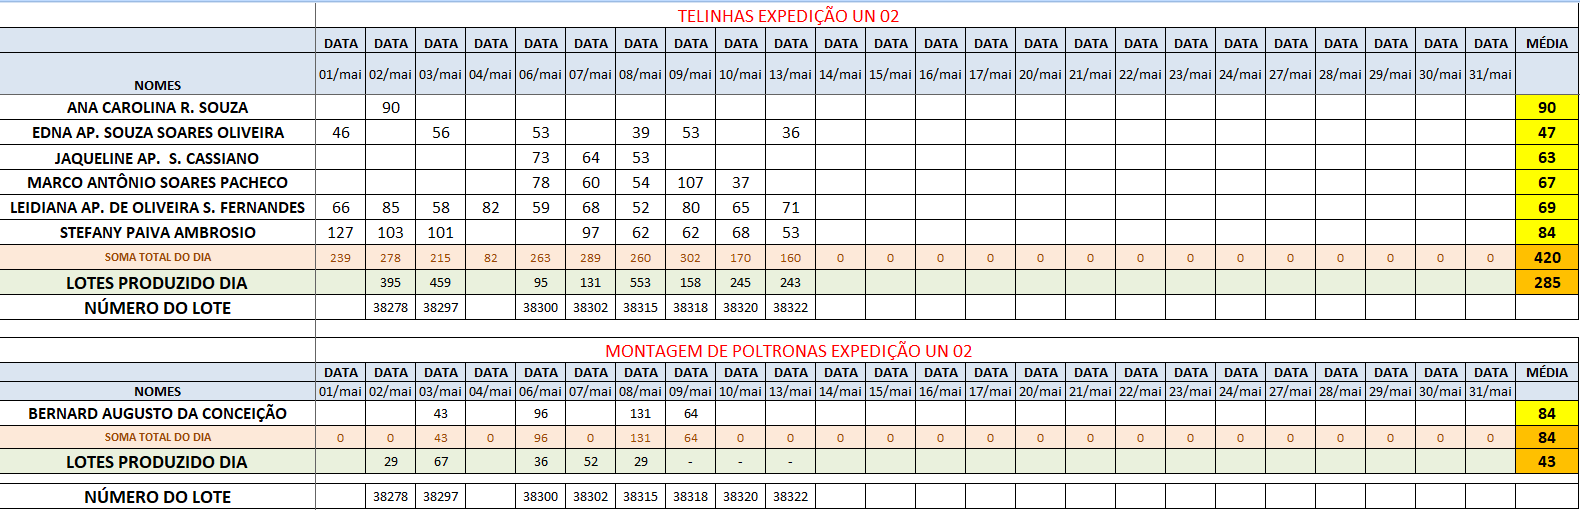 TELINHAS EXPEDIÇÃO UN 02
DATA DATA DATA DATA DATA DATA DATA DATA DATA DATA DATA DATA DATA DATA DATA DATA DATA DATA DATA DATA DATA DATA DATA DATA MÉDIA
NOMES 01/mai 02/mai 03/mai 04/mai 06/mai 07/mai 08/mai 09/mai 10/mai 13/mai 14/mai 15/mai 16/mai 17/mai 20/mai 21/mai 22/mai 23/mai 24/mai 27/mai 28/mai 29/mai 30/mai 31/mai
ANA CAROLINA R. SOUZA 90 90
EDNA AP. SOUZA SOARES OLIVEIRA 46 56 53 39 53 36 47
JAQUELINE AP. S. CASSIANO 73 64 53 63
MARCO ANTÔNIO SOARES PACHECO 78 60 54 107 37 67
LEIDIANA AP. DE OLIVEIRA S. FERNANDES 66 85 58 82 59 68 52 80 65 71 69
STEFANY PAIVA AMBROSIO 127 103 101 97 62 62 68 53 84
SOMA TOTAL DO DIA 239 278 215 82 263 289 260 302 170 160 0 0 0 0 0 0 0 0 0 0 0 0 0 0 420
LOTES PRODUZIDO DIA 395 459 95 131 553 158 245 243 285
NÚMERO DO LOTE 38278 38297 38300 38302 38315 38318 38320 38322
MONTAGEM DE POLTRONAS EXPEDIÇÃO UN 02
DATA DATA DATA DATA DATA DATA DATA DATA DATA DATA DATA DATA DATA DATA DATA DATA DATA DATA DATA DATA DATA DATA DATA DATA MÉDIA
NOMES 01/mai 02/mai 03/mai 04/mai 06/mai 07/mai 08/mai 09/mai 10/mai 13/mai 14/mai 15/mai 16/mai 17/mai 20/mai 21/mai 22/mai 23/mai 24/mai 27/mai 28/mai 29/mai 30/mai 31/mai
BERNARD AUGUSTO DA CONCEIÇÃO 43 96 131 64 84
SOMA TOTAL DO DIA 0 0 43 0 96 0 131 64 0 0 0 0 0 0 0 0 0 0 0 0 0 0 0 0 84
LOTES PRODUZIDO DIA 29 67 36 52 29 - - - 43
NÚMERO DO LOTE 38278 38297 38300 38302 38315 38318 38320 38322